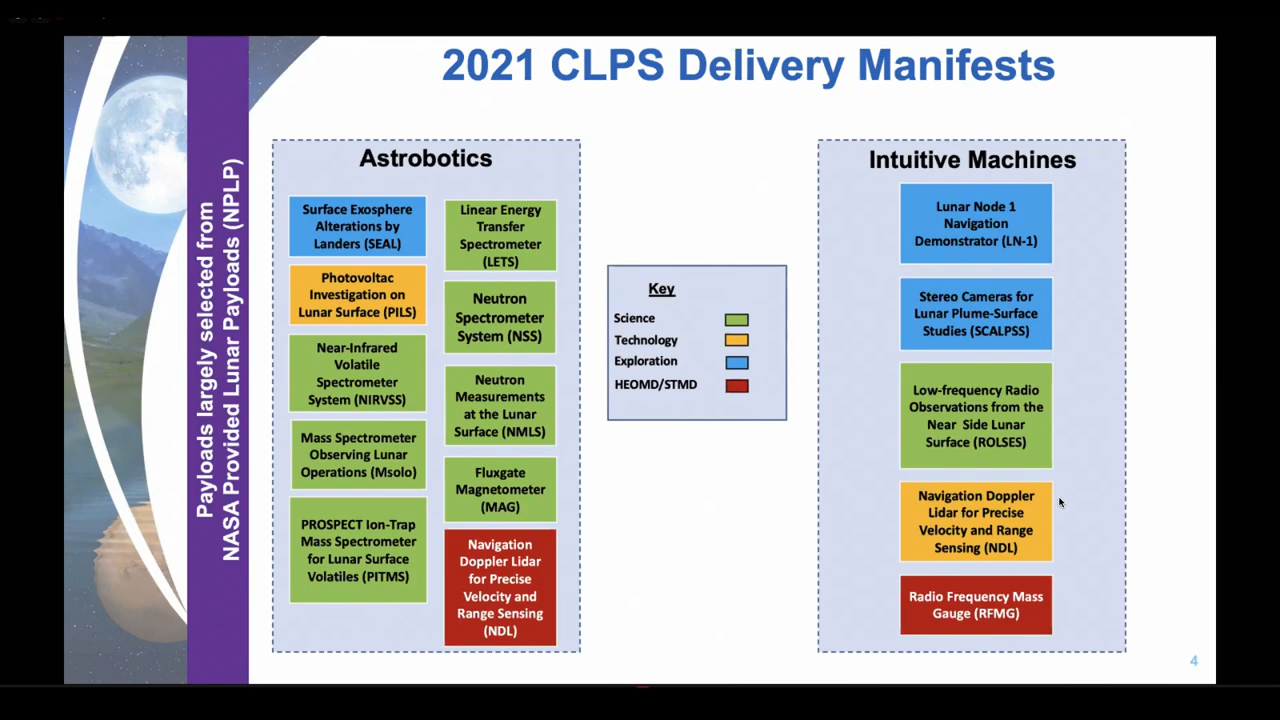 2021 CLPS Delivery Manifests
Payloads largely selected from
NASA Provided Lunar Payloads (NPLP)
Astrobotics
Surface Exosphere
Alterations by
Landers (SEAL)
Photovoltac
Investigation on
Lunar Surface (PILS)
Near-Infrared
Volatile
Spectrometer
System (NIRVSS)
Mass Spectrometer
Observing Lunar
Operations (Msolo)
PROSPECT Ion-Trap
Mass Spectrometer
for Lunar Surface
Volatiles (PITMS)
Linear Energy
Transfer
Spectrometer
(LETS)
Neutron
Spectrometer
System (NSS)
Neutron
Measurements
at the Lunar
Surface (NMLS)
Fluxgate
Magnetometer
(MAG)
Navigation
Doppler Lidar
for Precise
Velocity and
Range Sensing
(NDL)
Key
Science
Technology
Exploration
HEOMD/STMD
Intuitive Machines
Lunar Node 1
Navigation
Demonstrator (LN-1)
Stereo Cameras for
Lunar Plume-Surface
Studies (SCALPSS)
Low-frequency Radio
Observations from the
Near Side Lunar
Surface (ROLSES)
Navigation Doppler
Lidar for Precise
Velocity and Range
Sensing (NDL)
Radio Frequency Mass
Gauge (RFMG)
4